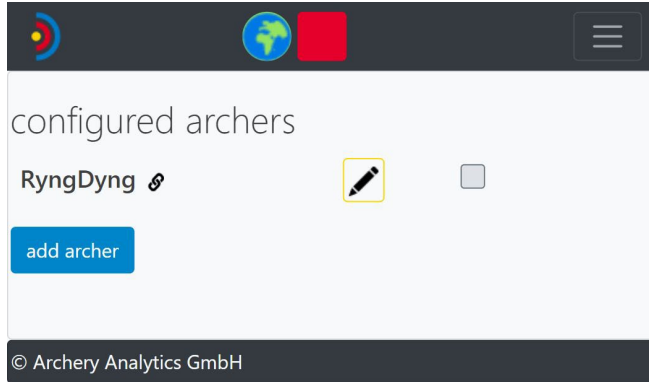 configured archers
RyngDyng
add archer
© Archery Analytics GmbH